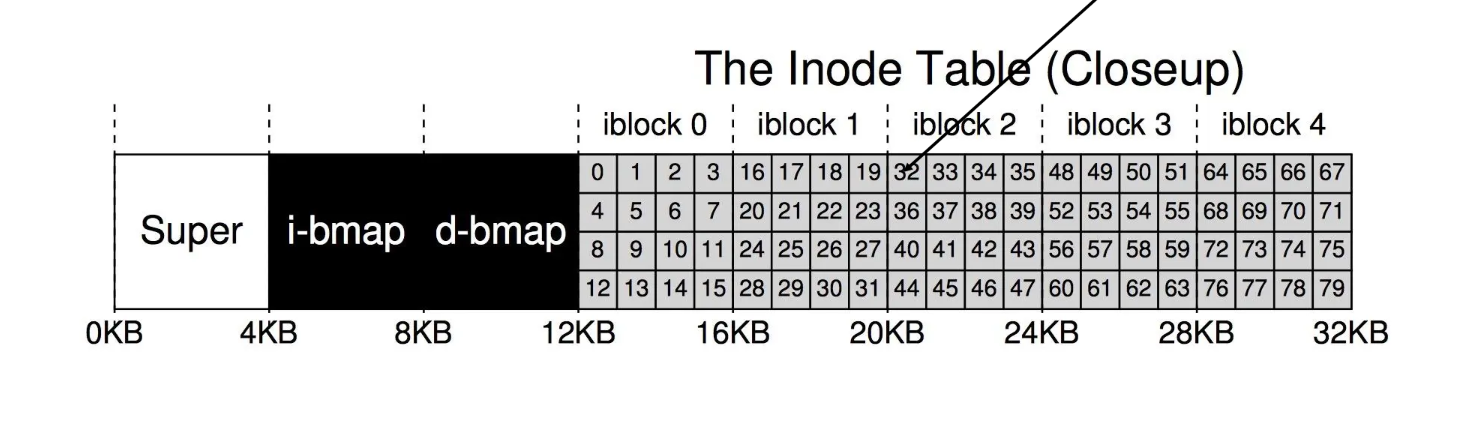 The Inode Table (Closeup)
iblock 0 iblock 1 iblock 2 iblock 3 iblock 4
0 1 2 3 16 17 18 19 32 33 34 35 48 49 50 51 64 65 66 67
4 5 6 7 20 21 22 23 36 37 38 39 52 53 54 55 68 69 70 71
Super i-bmap d-bmap
8 9 10 11 24 25 26 27 40 41 42 43 56 57 58 59 72 73 74 75
12 13 14 15 28 29 30 31 44 45 46 47 60 61 62 63 76 77 78 79
0KB 4KB 8KB 12KB 16KB 20KB 24KB 28KB 32KB